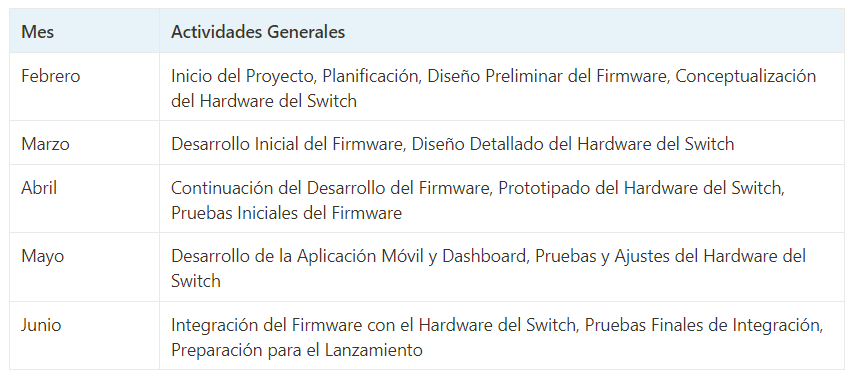 Mes
Actividades Generales
Febrero
Inicio del Proyecto, Planificación, Diseño Preliminar del Firmware, Conceptualización
del Hardware del Switch
Marzo
Desarrollo Inicial del Firmware, Diseño Detallado del Hardware del Switch
Abril
Continuación del Desarrollo del Firmware, Prototipado del Hardware del Switch,
Pruebas Iniciales del Firmware
Mayo
Desarrollo de la Aplicación Móvil y Dashboard, Pruebas y Ajustes del Hardware del
Switch
Junio
Integración del Firmware con el Hardware del Switch, Pruebas Finales de Integración,
Preparación para el Lanzamiento